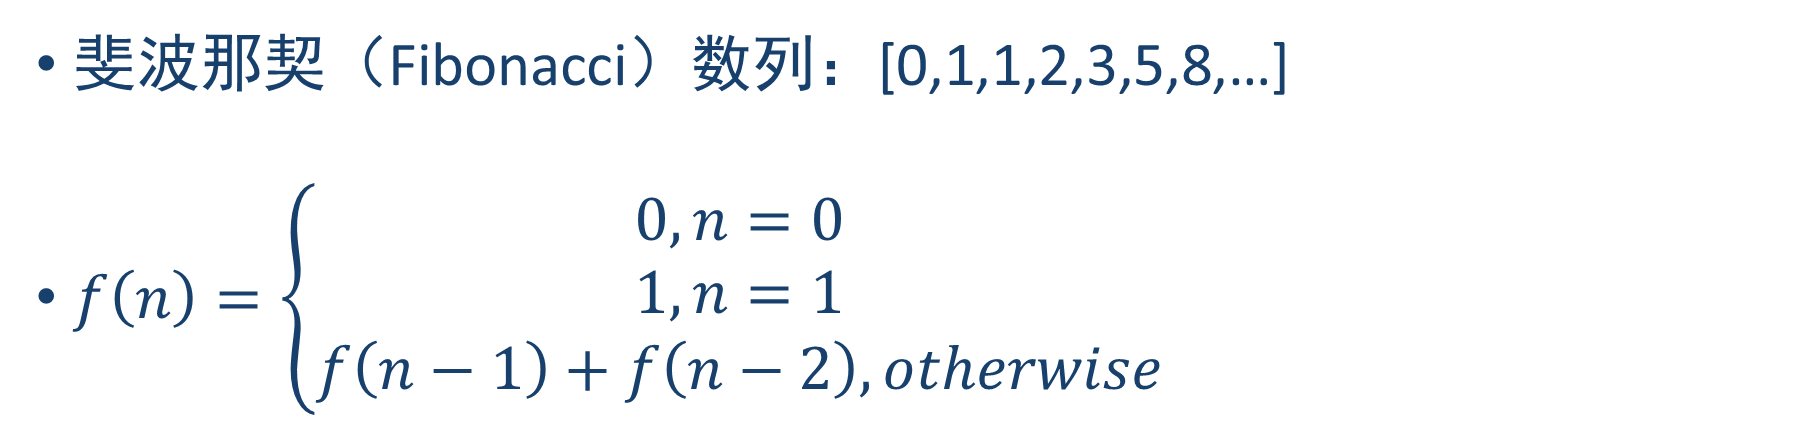 • 斐波那契（Fibonacci）数列：[0,1,1,2,3,5,8,…]
0, n = 0
• f(n) = { 1, n = 1
f(n − 1) + f(n − 2), otherwise